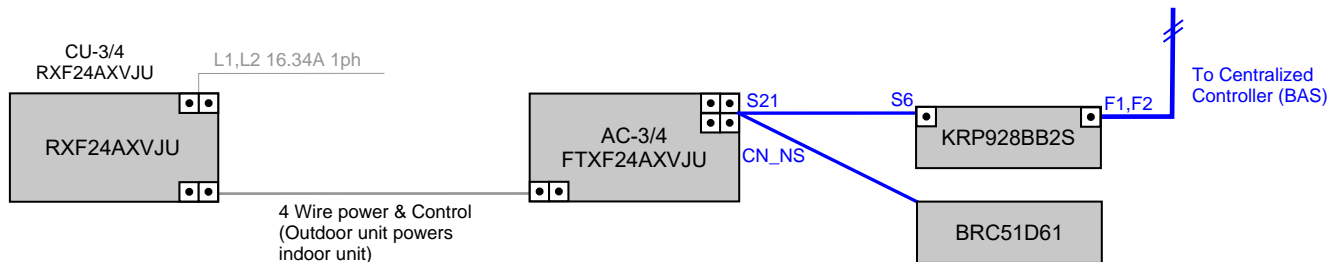 CU-3/4
RXF24AXVJU
L1,L2 16.34A 1ph
RXF24AXVJU
4 Wire power & Control
(Outdoor unit powers
indoor unit)
AC-3/4
FTXF24AXVJU
S21
CN_NS
S6
KRP928BB2S
F1,F2
BRC51D61
To Centralized
Controller (BAS)